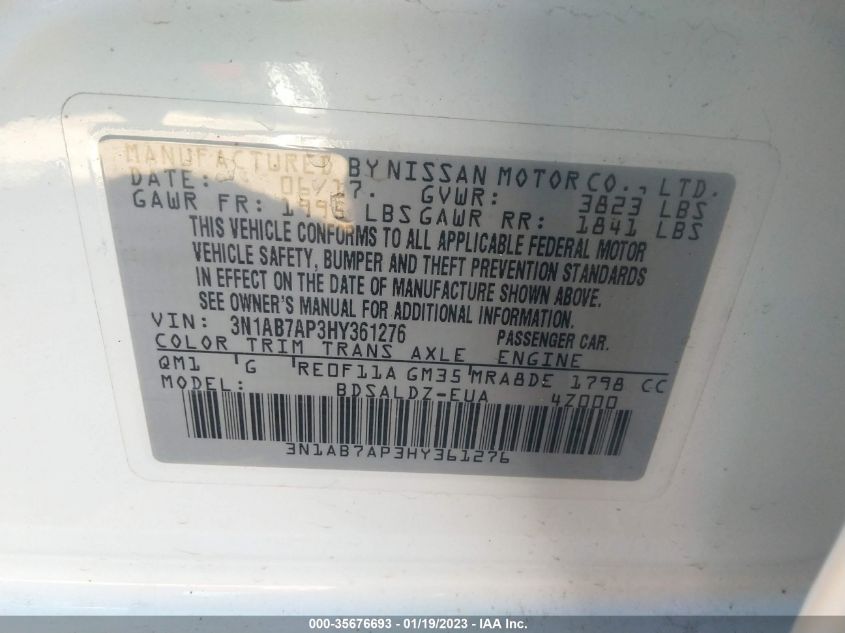 MANUFACTURED BY NISSAN MOTOR CO., LTD.
DATE: 06/17. GVWR: 3823 LBS
GAWR FR: 1995 LBS GAWR RR: 1841 LBS
THIS VEHICLE CONFORMS TO ALL APPLICABLE FEDERAL MOTOR
VEHICLE SAFETY, BUMPER AND THEFT PREVENTION STANDARDS
IN EFFECT ON THE DATE OF MANUFACTURE SHOWN ABOVE.
SEE OWNER'S MANUAL FOR ADDITIONAL INFORMATION.
VIN: 3N1AB7AP3HY361276 PASSENGER CAR.
COLOR TRIM TRANS AXLE ENGINE
QM1 G RE0F11A GM35 MRA8DE 1798 CC
MODEL: BDSALDZ-EUA 4Z000
3N1AB7AP3HY361276
000-35676693 - 01/19/2023 - IAA Inc.